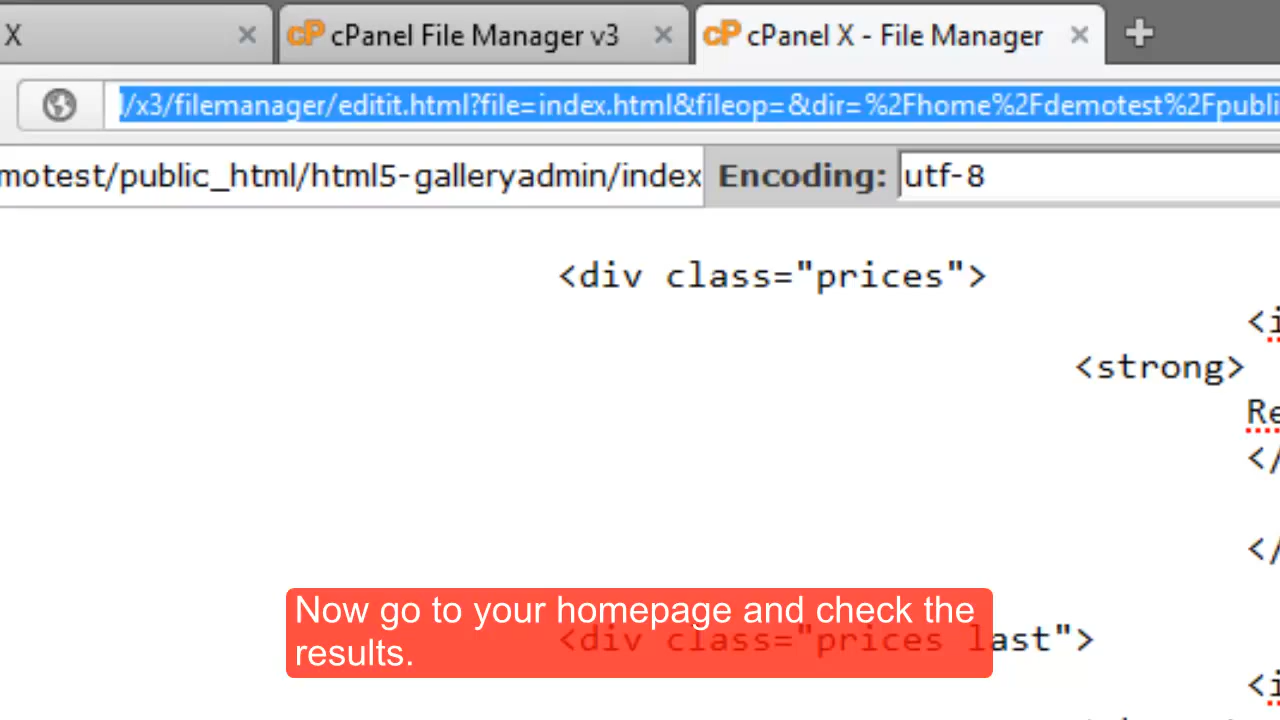 X
cPanel File Manager v3
cPanel X - File Manager
/x3/filemanager/editit.html?file=index.html&fileop=&dir=%2Fhome%2Fdemotest%2Fpubli
motest/public_html/html5-galleryadmin/index
Encoding: utf-8
<div class="prices">
<i
<strong>
Re
</
</
Now go to your homepage and check the
results.
<div class="prices last">
<i